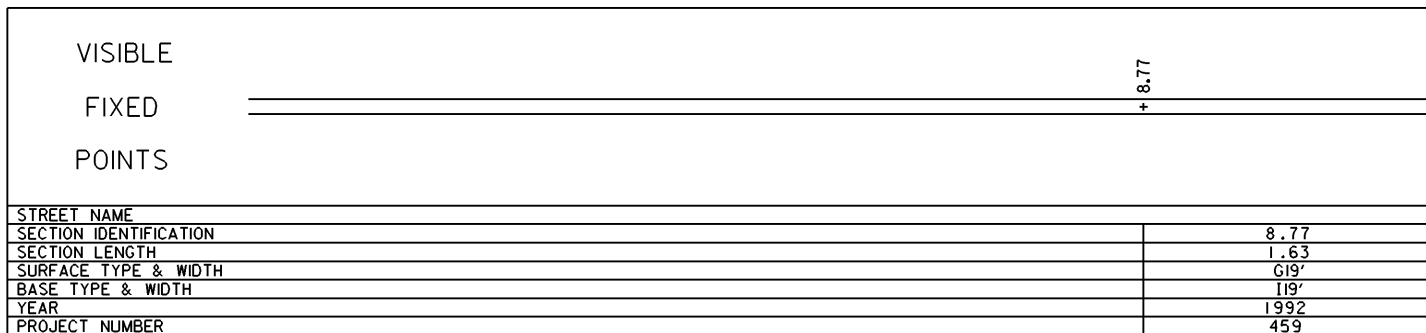 VISIBLE
FIXED
POINTS
+ 8.77
STREET NAME
SECTION IDENTIFICATION 8.77
SECTION LENGTH 1.63
SURFACE TYPE & WIDTH G19'
BASE TYPE & WIDTH I19'
YEAR 1992
PROJECT NUMBER 459